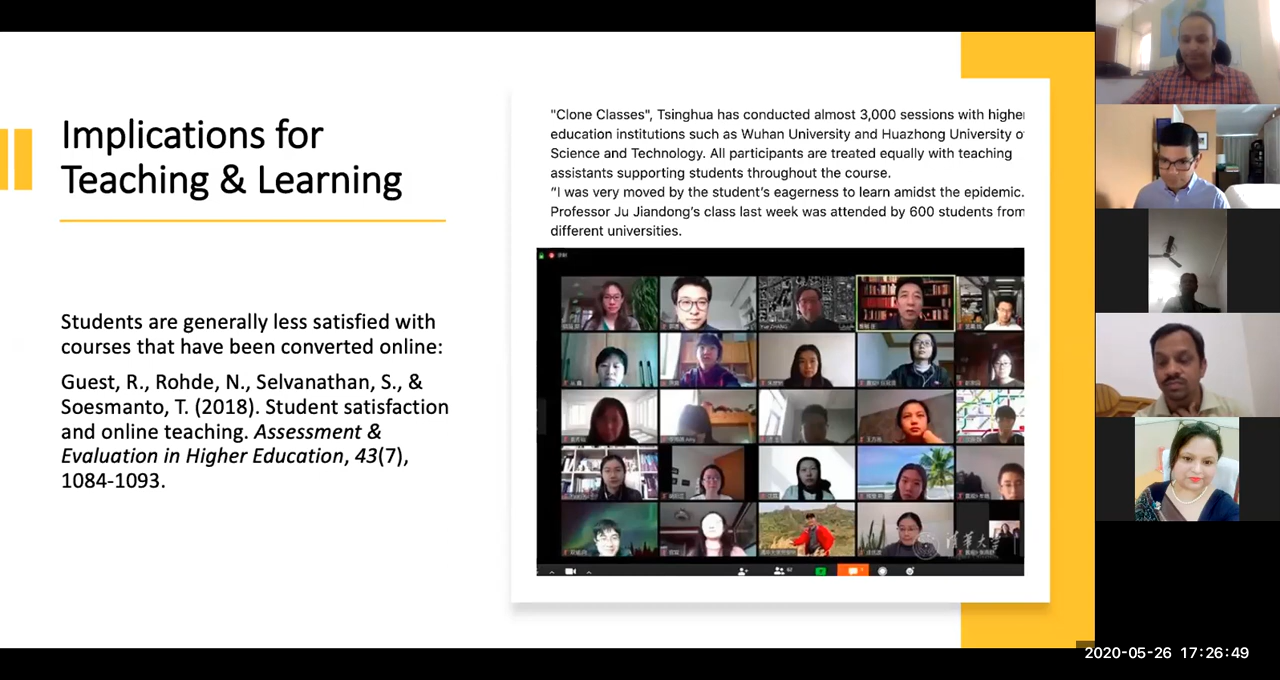 Implications for
Teaching & Learning
Students are generally less satisfied with
courses that have been converted online:
Guest, R., Rohde, N., Selvanathan, S., &
Soesmanto, T. (2018). Student satisfaction
and online teaching. Assessment &
Evaluation in Higher Education, 43(7),
1084-1093.
"Clone Classes", Tsinghua has conducted almost 3,000 sessions with highe
education institutions such as Wuhan University and Huazhong University o
Science and Technology. All participants are treated equally with teaching
assistants supporting students throughout the course.
“I was very moved by the student’s eagerness to learn amidst the epidemic.
Professor Ju Jiandong’s class last week was attended by 600 students from
different universities.
清华大学
2020-05-26 17:26:49